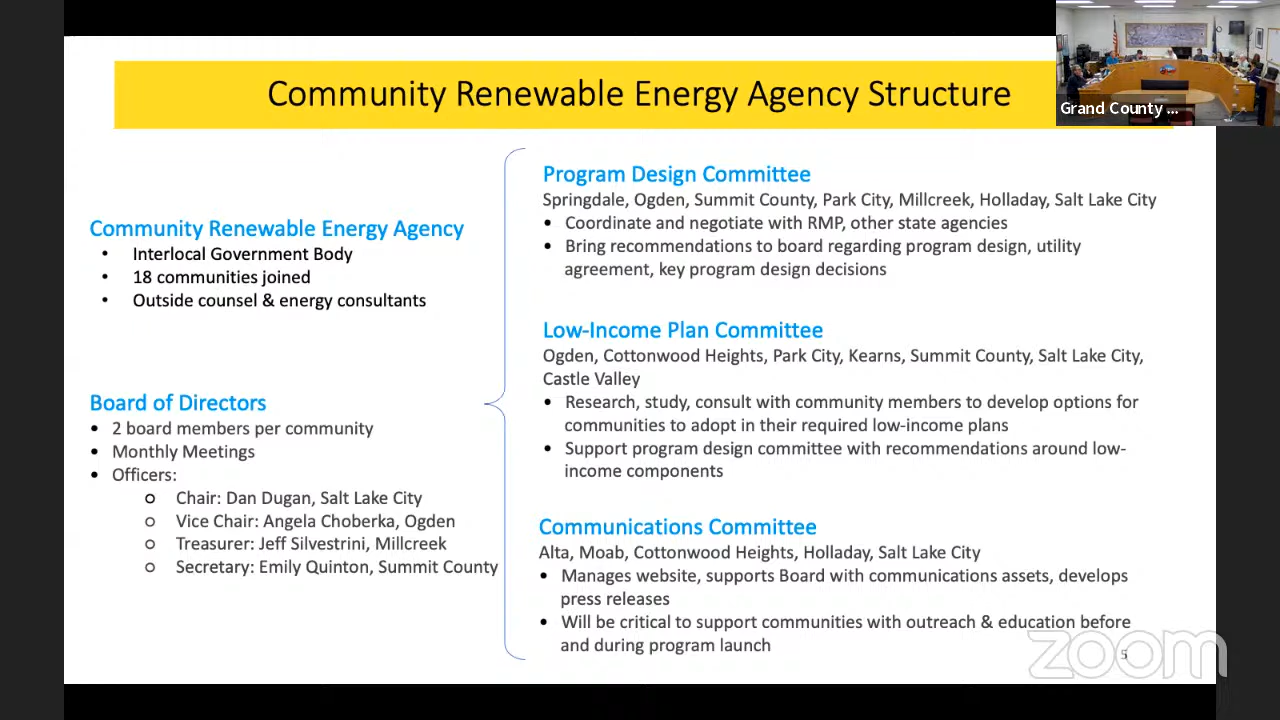 Community Renewable Energy Agency Structure
Grand County ...
Community Renewable Energy Agency
• Interlocal Government Body
• 18 communities joined
• Outside counsel & energy consultants
Board of Directors
• 2 board members per community
• Monthly Meetings
• Officers:
○ Chair: Dan Dugan, Salt Lake City
○ Vice Chair: Angela Choberka, Ogden
○ Treasurer: Jeff Silvestrini, Millcreek
○ Secretary: Emily Quinton, Summit County
Program Design Committee
Springdale, Ogden, Summit County, Park City, Millcreek, Holladay, Salt Lake City
• Coordinate and negotiate with RMP, other state agencies
• Bring recommendations to board regarding program design, utility
agreement, key program design decisions
Low-Income Plan Committee
Ogden, Cottonwood Heights, Park City, Kearns, Summit County, Salt Lake City,
Castle Valley
• Research, study, consult with community members to develop options for
communities to adopt in their required low-income plans
• Support program design committee with recommendations around low-
income components
Communications Committee
Alta, Moab, Cottonwood Heights, Holladay, Salt Lake City
• Manages website, supports Board with communications assets, develops
press releases
• Will be critical to support communities with outreach & education before
and during program launch
zoom
5